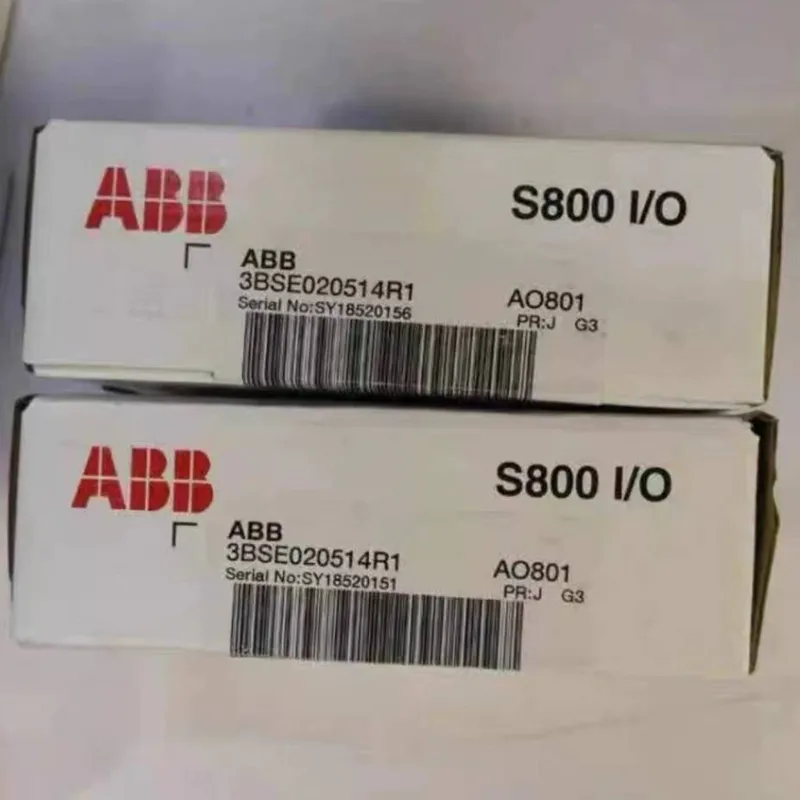 ABB
S800 I/O
ABB
3BSE020514R1
AO801
Serial No:SY18520156
PR:J G3
ABB
S800 I/O
ABB
3BSE020514R1
AO801
Serial No:SY18520151
PR:J G3